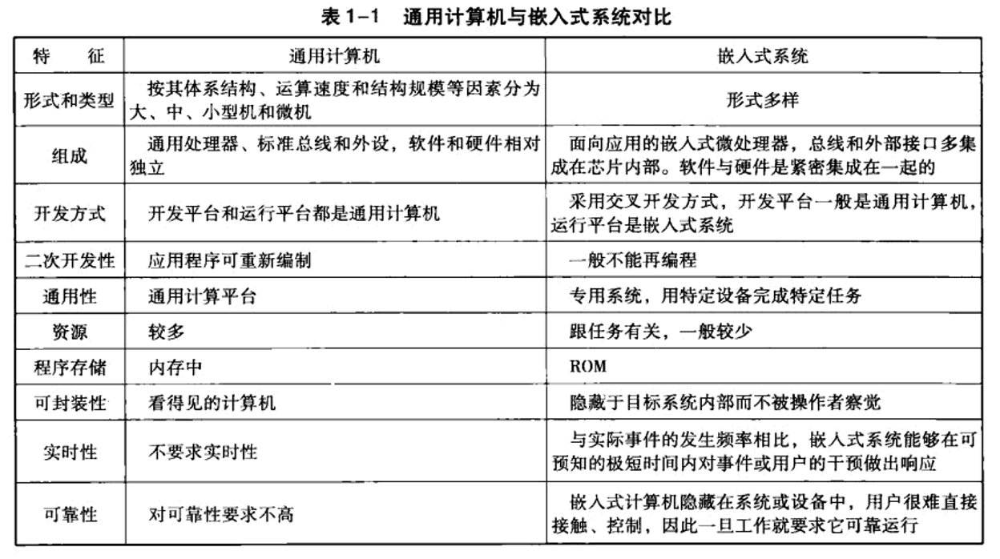 表1-1 通用计算机与嵌入式系统对比
特 征
通用计算机
嵌入式系统
形式和类型
按其体系结构、运算速度和结构规模等因素分为
大、中、小型机和微机
形式多样
组成
通用处理器、标准总线和外设，软件和硬件相对
独立
面向应用的嵌入式微处理器，总线和外部接口多集
成在芯片内部。软件与硬件是紧密集成在一起的
开发方式
开发平台和运行平台都是通用计算机
采用交叉开发方式，开发平台一般是通用计算机，
运行平台是嵌入式系统
二次开发性
应用程序可重新编制
一般不能再编程
通用性
通用计算平台
专用系统，用特定设备完成特定任务
资源
较多
跟任务有关，一般较少
程序存储
内存中
ROM
可封装性
看得见的计算机
隐藏于目标系统内部而不被操作者察觉
实时性
不要求实时性
与实际事件的发生频率相比，嵌入式系统能够在可
预知的极短时间内对事件或用户的干预做出响应
可靠性
对可靠性要求不高
嵌入式计算机隐藏在系统或设备中，用户很难直接
接触、控制，因此一旦工作就要求它可靠运行